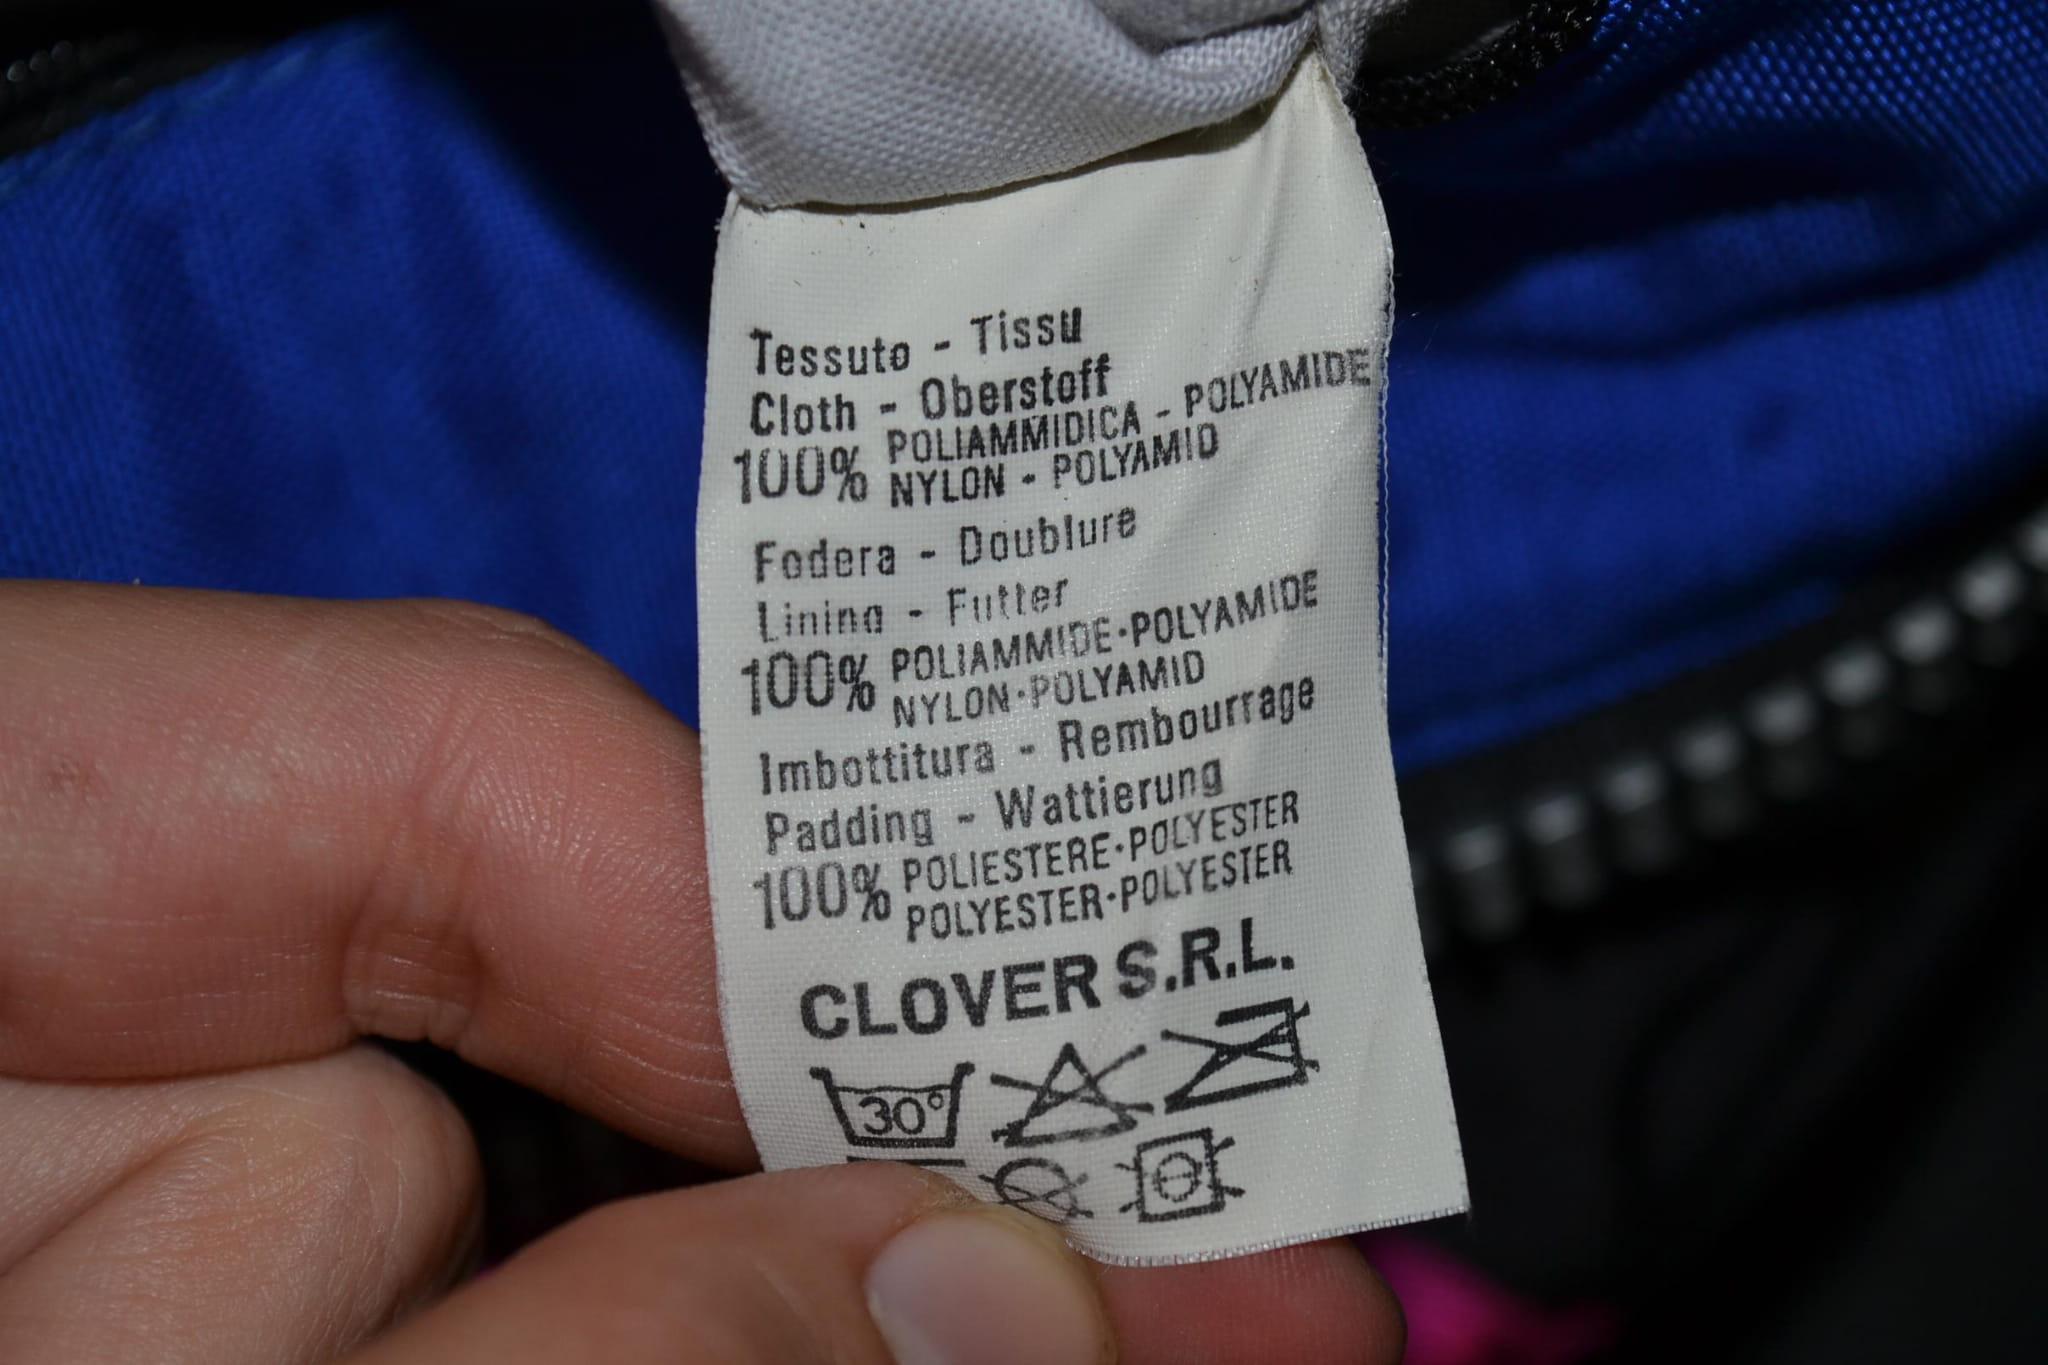 Tessuto - Tissu
Cloth - Oberstoff
100% POLIAMMIDICA - POLYAMIDE
NYLON - POLYAMID
Fodera - Doublure
Lining - Futter
100% POLIAMMIDE·POLYAMIDE
NYLON·POLYAMID
Imbottitura - Rembourrage
Padding - Wattierung
100% POLIESTERE·POLYESTER
POLYESTER·POLYESTER
CLOVER S.R.L.
30°